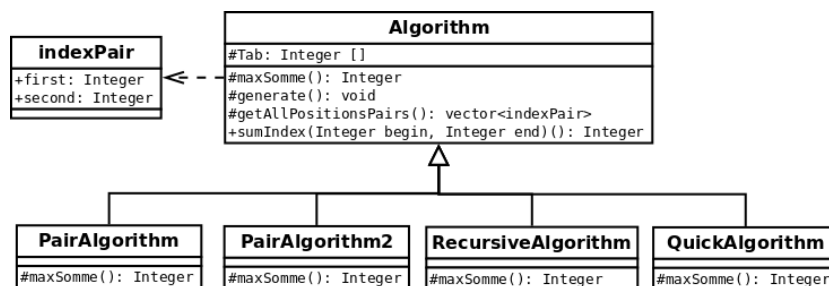 Algorithm
#Tab: Integer []
#maxSomme(): Integer
#generate(): void
#getAllPositionsPairs(): vector<indexPair>
+sumIndex(Integer begin, Integer end)(): Integer
indexPair
+first: Integer
+second: Integer
PairAlgorithm
#maxSomme(): Integer
PairAlgorithm2
#maxSomme(): Integer
RecursiveAlgorithm
#maxSomme(): Integer
QuickAlgorithm
#maxSomme(): Integer